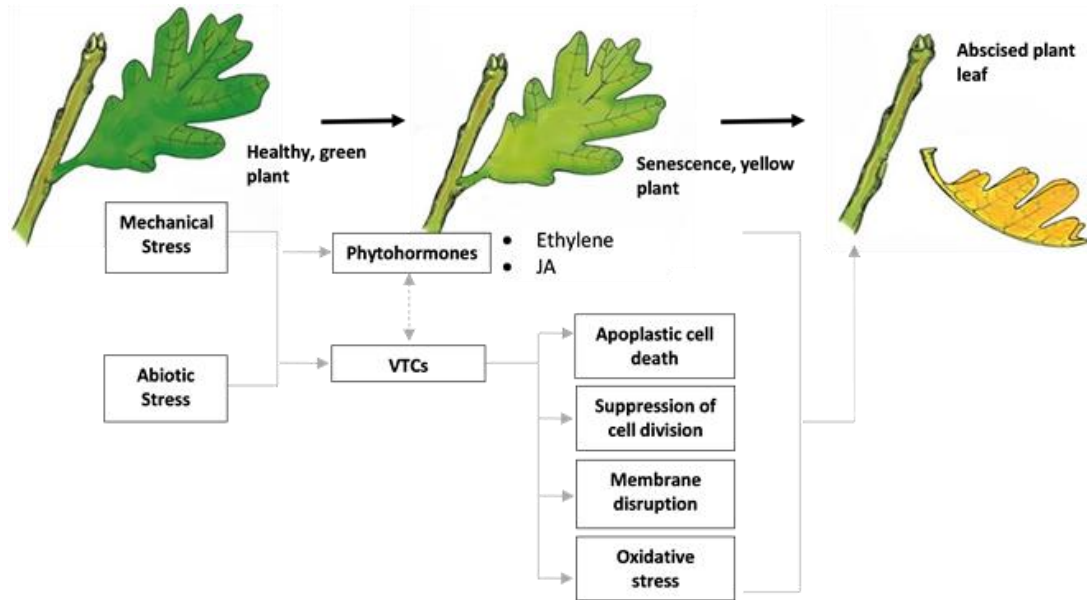 Healthy, green
plant
Senescence, yellow
plant
Abscised plant
leaf
Mechanical
Stress
Phytohormones
• Ethylene
• JA
Abiotic
Stress
VTCs
Apoplastic cell
death
Suppression of
cell division
Membrane
disruption
Oxidative
stress